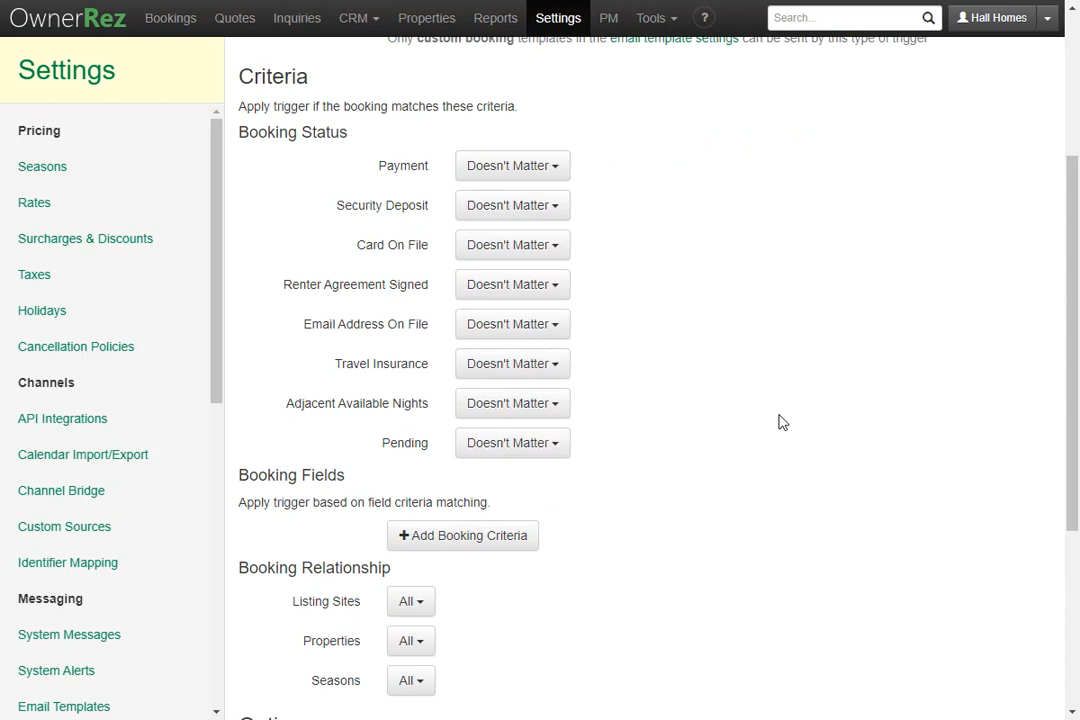 OwnerRez Bookings Quotes Inquiries CRM Properties Reports Settings PM Tools ? Search... Hall Homes
Only custom booking templates in the email template settings can be sent by this type of trigger
Settings
Pricing
Seasons
Rates
Surcharges & Discounts
Taxes
Holidays
Cancellation Policies
Channels
API Integrations
Calendar Import/Export
Channel Bridge
Custom Sources
Identifier Mapping
Messaging
System Messages
System Alerts
Email Templates
Criteria
Apply trigger if the booking matches these criteria.
Booking Status
Payment Doesn't Matter
Security Deposit Doesn't Matter
Card On File Doesn't Matter
Renter Agreement Signed Doesn't Matter
Email Address On File Doesn't Matter
Travel Insurance Doesn't Matter
Adjacent Available Nights Doesn't Matter
Pending Doesn't Matter
Booking Fields
Apply trigger based on field criteria matching.
+ Add Booking Criteria
Booking Relationship
Listing Sites All
Properties All
Seasons All